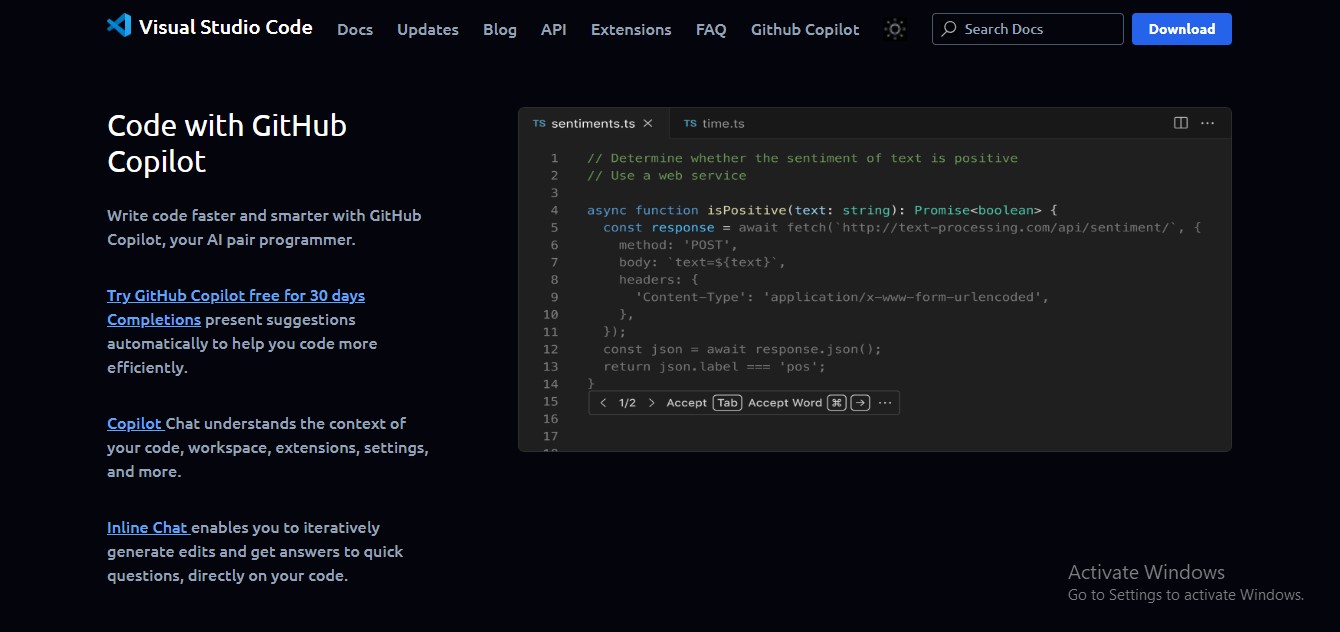 Visual Studio Code Docs Updates Blog API Extensions FAQ Github Copilot Search Docs Download
Code with GitHub
Copilot
Write code faster and smarter with GitHub
Copilot, your AI pair programmer.
Try GitHub Copilot free for 30 days
Completions present suggestions
automatically to help you code more
efficiently.
Copilot Chat understands the context of
your code, workspace, extensions, settings,
and more.
Inline Chat enables you to iteratively
generate edits and get answers to quick
questions, directly on your code.
TS sentiments.ts × TS time.ts ···
1 // Determine whether the sentiment of text is positive
2 // Use a web service
3
4 async function isPositive(text: string): Promise<boolean> {
5 const response = await fetch(`http://text-processing.com/api/sentiment/`, {
6 method: 'POST',
7 body: `text=${text}`,
8 headers: {
9 'Content-Type': 'application/x-www-form-urlencoded',
10 },
11 });
12 const json = await response.json();
13 return json.label === 'pos';
14 }
15 < 1/2 > Accept Tab Accept Word ⌘ → ···
16
17
Activate Windows
Go to Settings to activate Windows.